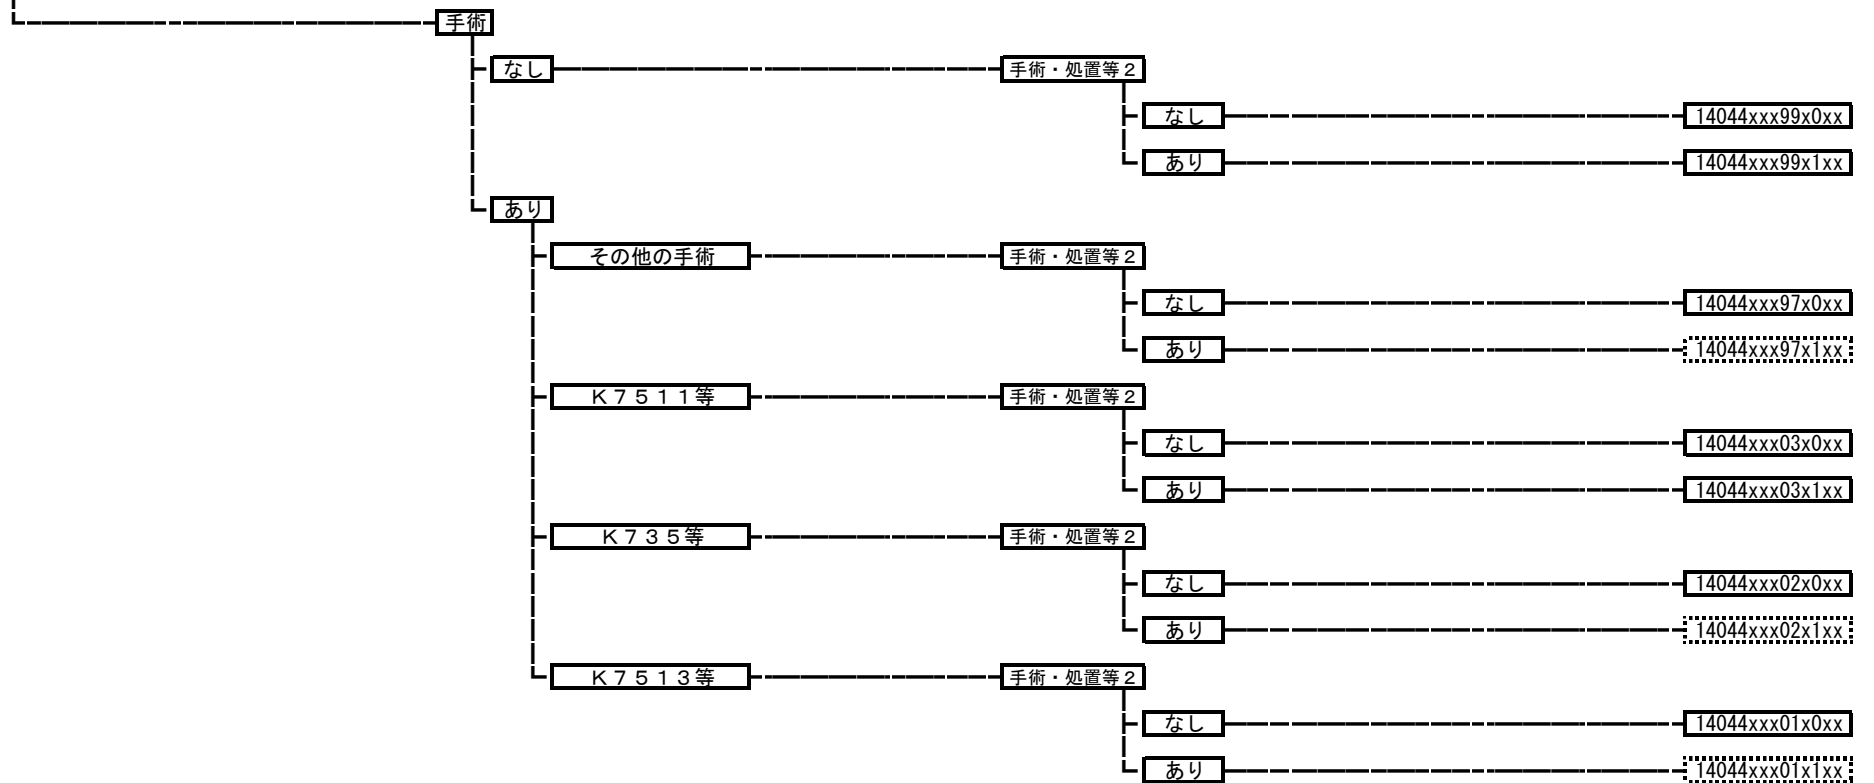 手術
なし 手術・処置等２
なし 14044xxx99x0xx
あり 14044xxx99x1xx
あり
その他の手術 手術・処置等２
なし 14044xxx97x0xx
あり 14044xxx97x1xx
Ｋ７５１１等 手術・処置等２
なし 14044xxx03x0xx
あり 14044xxx03x1xx
Ｋ７３５等 手術・処置等２
なし 14044xxx02x0xx
あり 14044xxx02x1xx
Ｋ７５１３等 手術・処置等２
なし 14044xxx01x0xx
あり 14044xxx01x1xx